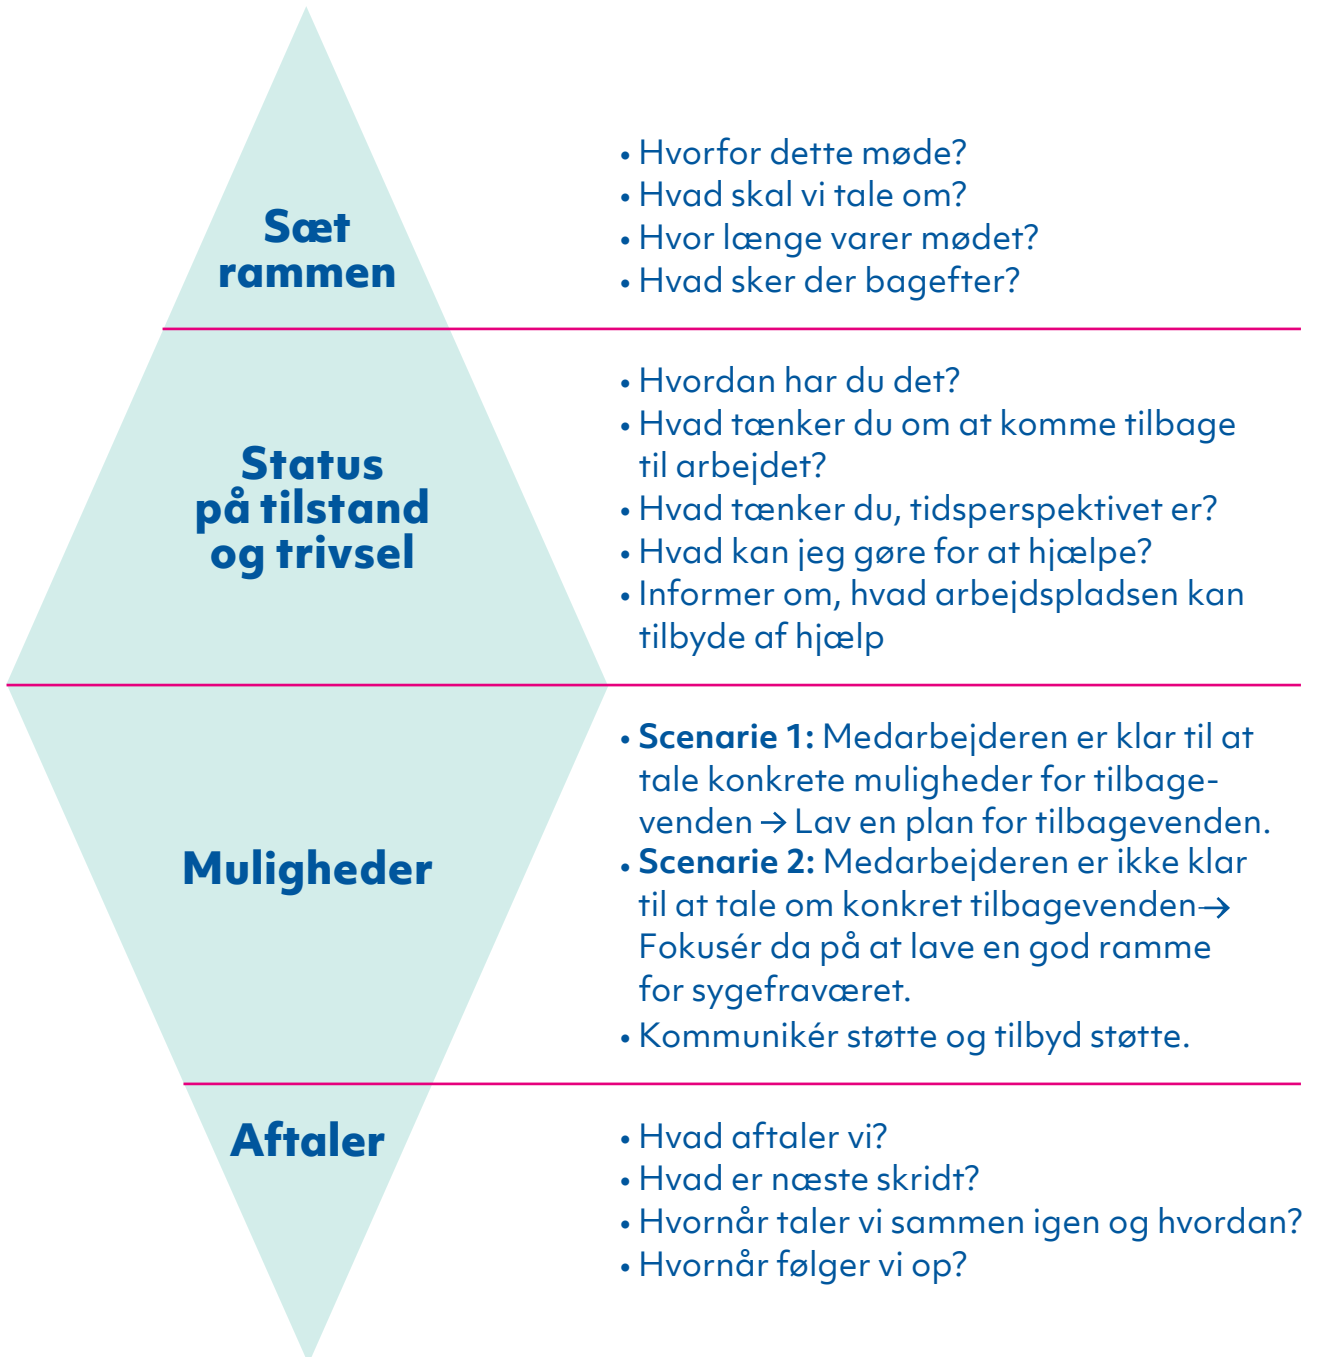 Sæt
rammen
• Hvorfor dette møde?
• Hvad skal vi tale om?
• Hvor længe varer mødet?
• Hvad sker der bagefter?
Status
på tilstand
og trivsel
• Hvordan har du det?
• Hvad tænker du om at komme tilbage
til arbejdet?
• Hvad tænker du, tidsperspektivet er?
• Hvad kan jeg gøre for at hjælpe?
• Informer om, hvad arbejdspladsen kan
tilbyde af hjælp
Muligheder
• Scenarie 1: Medarbejderen er klar til at
tale konkrete muligheder for tilbage-
venden → Lav en plan for tilbagevenden.
• Scenarie 2: Medarbejderen er ikke klar
til at tale om konkret tilbagevenden→
Fokusér da på at lave en god ramme
for sygefraværet.
• Kommunikér støtte og tilbyd støtte.
Aftaler
• Hvad aftaler vi?
• Hvad er næste skridt?
• Hvornår taler vi sammen igen og hvordan?
• Hvornår følger vi op?